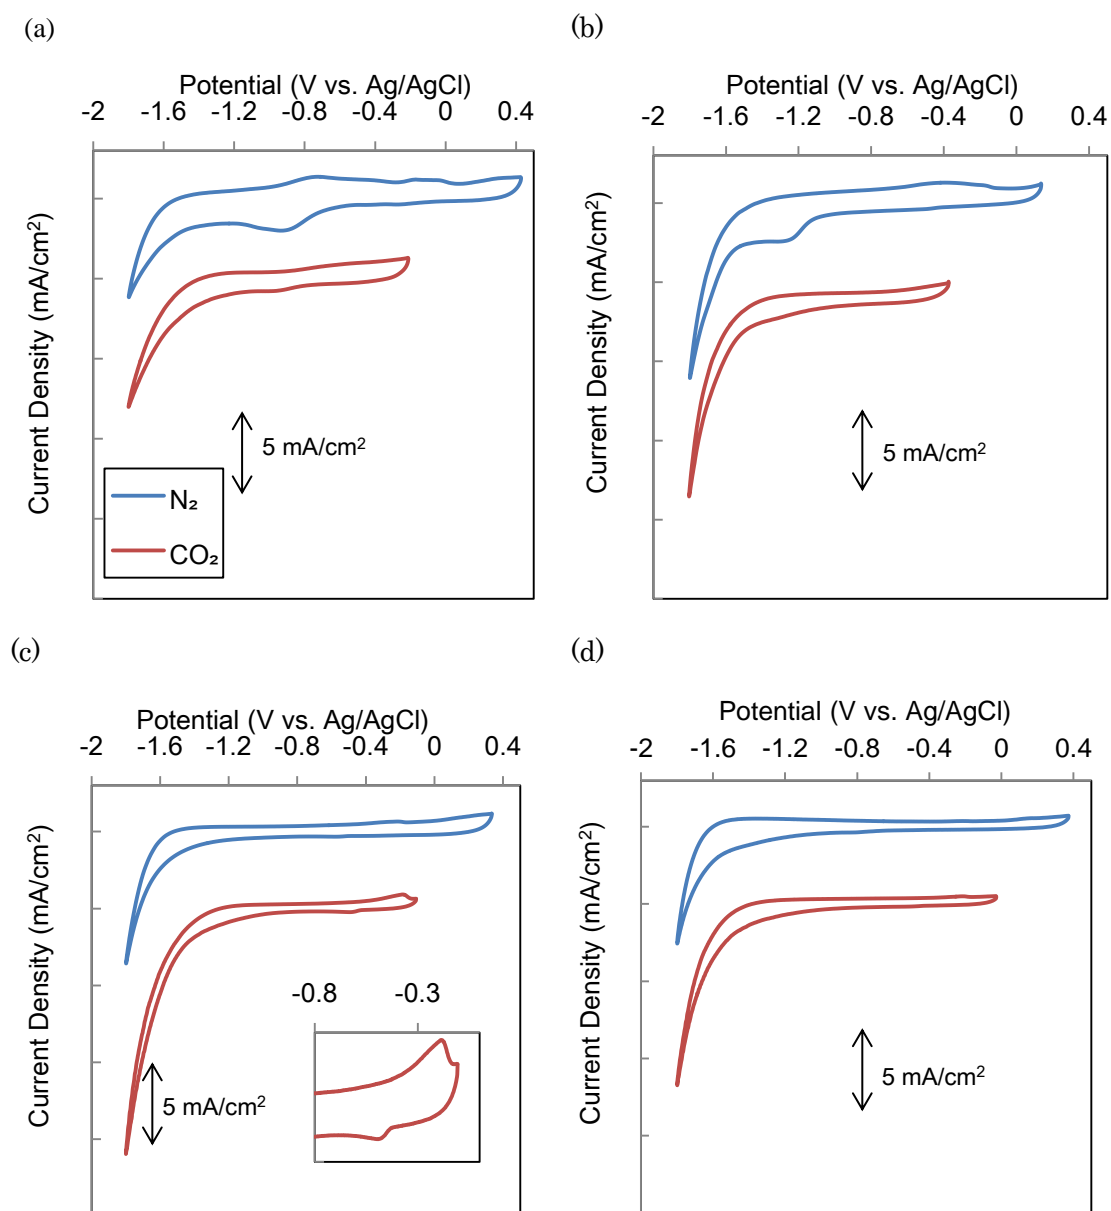 (a)
Potential (V vs. Ag/AgCl)
-2 -1.6 -1.2 -0.8 -0.4 0 0.4
Current Density (mA/cm²)
5 mA/cm²
N₂
CO₂
(b)
Potential (V vs. Ag/AgCl)
-2 -1.6 -1.2 -0.8 -0.4 0 0.4
Current Density (mA/cm²)
5 mA/cm²
(c)
Potential (V vs. Ag/AgCl)
-2 -1.6 -1.2 -0.8 -0.4 0 0.4
Current Density (mA/cm²)
-0.8 -0.3
5 mA/cm²
(d)
Potential (V vs. Ag/AgCl)
-2 -1.6 -1.2 -0.8 -0.4 0 0.4
Current Density (mA/cm²)
5 mA/cm²